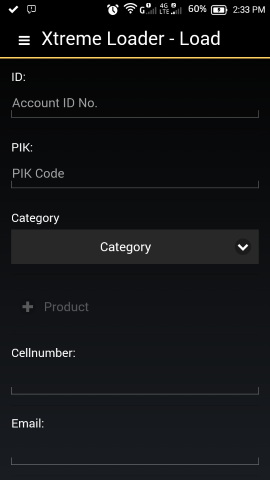 G 4G LTE 60% 2:33 PM
Xtreme Loader - Load
ID:
Account ID No.
PIK:
PIK Code
Category
Category
Product
Cellnumber:
Email: